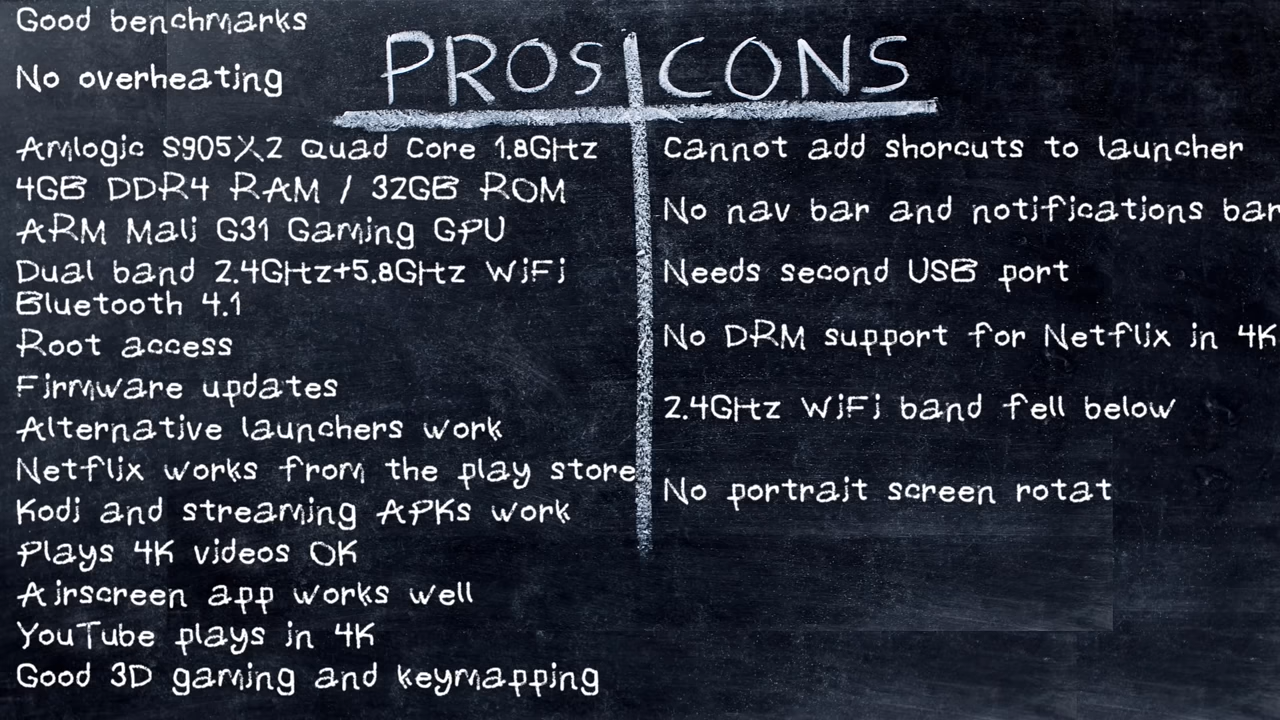 Good benchmarks
No overheating
PROS CONS
Amlogic S905X2 Quad Core 1.8GHz
4GB DDR4 RAM / 32GB ROM
ARM Mali G31 Gaming GPU
Dual band 2.4GHz+5.8GHz WiFi
Bluetooth 4.1
Root access
Firmware updates
Alternative launchers work
Netflix works from the play store
Kodi and streaming APKs work
Plays 4K videos OK
Airscreen app works well
YouTube plays in 4K
Good 3D gaming and keymapping
Cannot add shorcuts to launcher
No nav bar and notifications bar
Needs second USB port
No DRM support for Netflix in 4K
2.4GHz WiFi band fell below
No portrait screen rotat